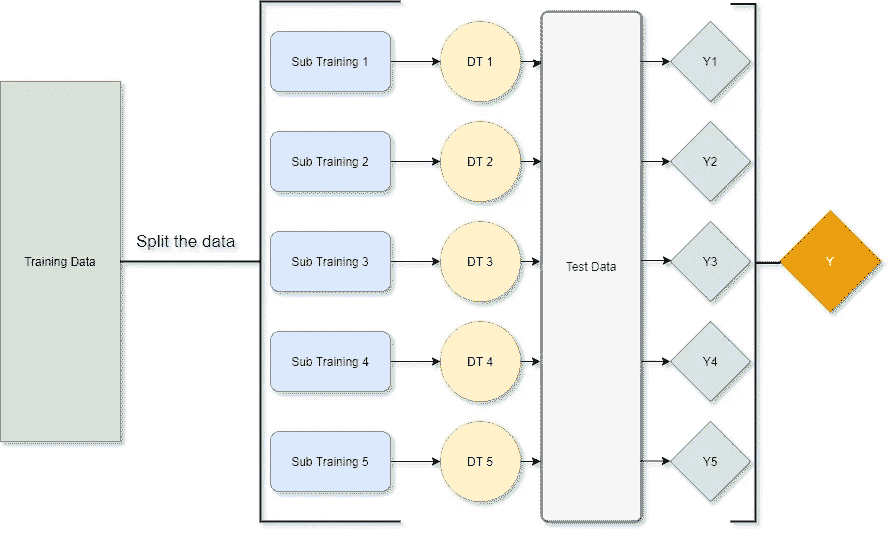 Training Data
Split the data
Sub Training 1
DT 1
Y1
Sub Training 2
DT 2
Y2
Sub Training 3
DT 3
Test Data
Y3
Y
Sub Training 4
DT 4
Y4
Sub Training 5
DT 5
Y5